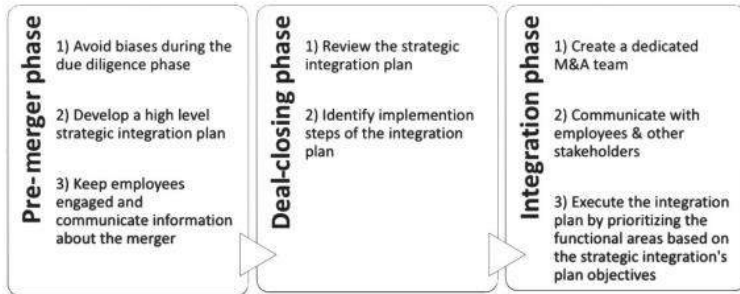 Pre-merger phase
1) Avoid biases during the
due diligence phase
2) Develop a high level
strategic integration plan
3) Keep employees
engaged and
communicate information
about the merger
Deal-closing phase
1) Review the strategic
integration plan
2) Identify implemention
steps of the integration
plan
Integration phase
1) Create a dedicated
M&A team
2) Communicate with
employees & other
stakeholders
3) Execute the integration
plan by prioritizing the
functional areas based on
the strategic integration's
plan objectives